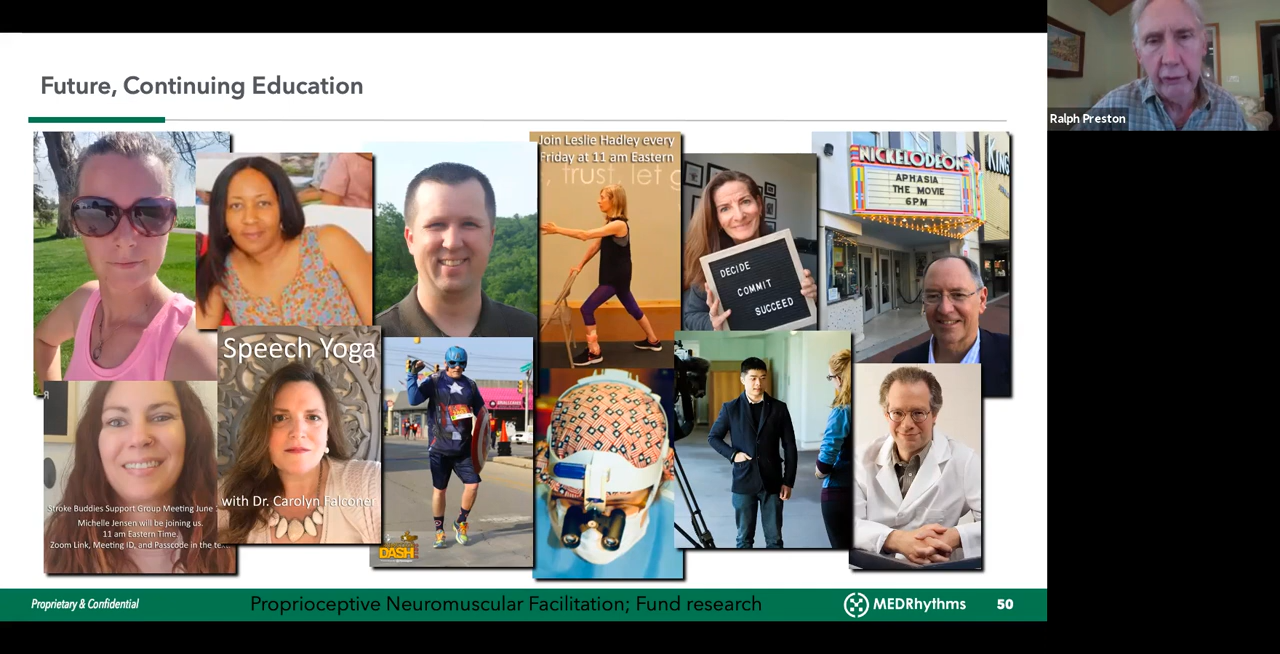 Future, Continuing Education
Ralph Preston
Join Leslie Hadley every
Friday at 11 am Eastern
, trust, let g
NICKELODEON
APHASIA
THE MOVIE
6PM
KING
DECIDE
COMMIT
SUCCEED
Speech Yoga
with Dr. Carolyn Falconer
Stroke Buddies Support Group Meeting June
Michelle Jensen will be joining us.
11 am Eastern Time.
Zoom Link, Meeting ID, and Passcode in the te...
DASH
Proprietary & Confidential
Proprioceptive Neuromuscular Facilitation; Fund research
MEDRhythms
50